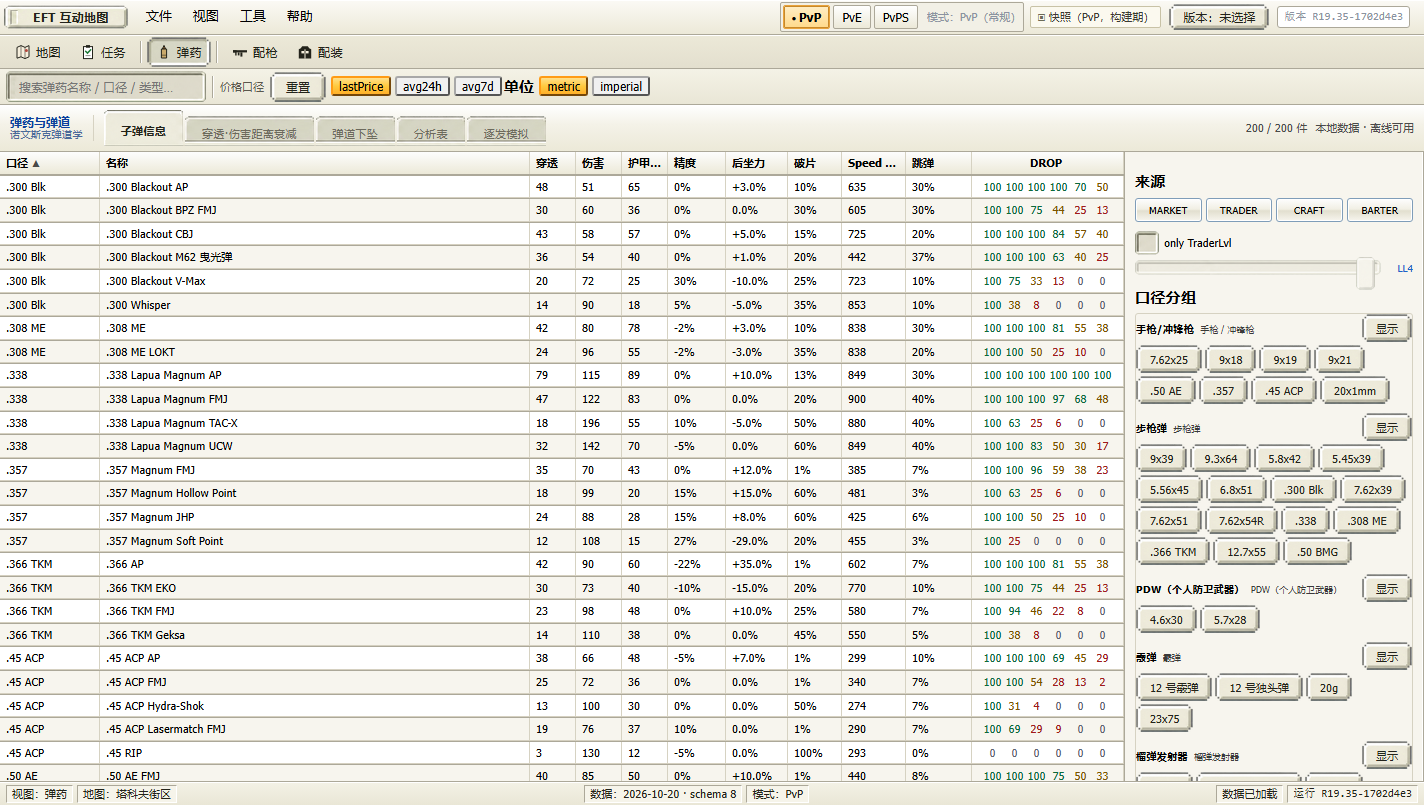 EFT 互动地图 文件 视图 工具 帮助 • PvP PvE PvPS 模式: PvP (常规) 快照 (PvP, 构建期) 版本: 未选择 版本 R19.35-1702d4e3
地图 任务 弹药 配枪 配装
搜索弹药名称 / 口径 / 类型... 价格口径 重置 lastPrice avg24h avg7d 单位 metric imperial
弹药与弹道
诺文斯克弹道学
子弹信息 穿透·伤害距离衰减 弹道下坠 分析表 逐发模拟 200 / 200 件 本地数据 · 离线可用
口径 ▲ 名称 穿透 伤害 护甲... 精度 后坐力 破片 Speed ... 跳弹 DROP
.300 Blk .300 Blackout AP 48 51 65 0% +3.0% 10% 635 30% 100 100 100 100 70 50
.300 Blk .300 Blackout BPZ FMJ 30 60 36 0% 0.0% 30% 605 30% 100 100 75 44 25 13
.300 Blk .300 Blackout CBJ 43 58 57 0% +5.0% 15% 725 20% 100 100 100 84 57 40
.300 Blk .300 Blackout M62 曳光弹 36 54 40 0% +1.0% 20% 442 37% 100 100 100 63 40 25
.300 Blk .300 Blackout V-Max 20 72 25 30% -10.0% 25% 723 10% 100 75 33 13 0 0
.300 Blk .300 Whisper 14 90 18 5% -5.0% 35% 853 10% 100 38 8 0 0 0
.308 ME .308 ME 42 80 78 -2% +3.0% 10% 838 30% 100 100 100 81 55 38
.308 ME .308 ME LOKT 24 96 55 -2% -3.0% 35% 838 20% 100 100 50 25 10 0
.338 .338 Lapua Magnum AP 79 115 89 0% +10.0% 13% 849 30% 100 100 100 100 100 100
.338 .338 Lapua Magnum FMJ 47 122 83 0% 0.0% 20% 900 40% 100 100 100 97 68 48
.338 .338 Lapua Magnum TAC-X 18 196 55 10% -5.0% 50% 880 40% 100 63 25 6 0 0
.338 .338 Lapua Magnum UCW 32 142 70 -5% 0.0% 60% 849 40% 100 100 83 50 30 17
.357 .357 Magnum FMJ 35 70 43 0% +12.0% 1% 385 7% 100 100 96 59 38 23
.357 .357 Magnum Hollow Point 18 99 20 15% +15.0% 60% 481 3% 100 63 25 6 0 0
.357 .357 Magnum JHP 24 88 28 15% +8.0% 60% 425 6% 100 100 50 25 10 0
.357 .357 Magnum Soft Point 12 108 15 27% -29.0% 20% 455 3% 100 25 0 0 0 0
.366 TKM .366 AP 42 90 60 -22% +35.0% 1% 602 7% 100 100 100 81 55 38
.366 TKM .366 TKM EKO 30 73 40 -10% -15.0% 20% 770 10% 100 100 75 44 25 13
.366 TKM .366 TKM FMJ 23 98 48 0% +10.0% 25% 580 7% 100 94 46 22 8 0
.366 TKM .366 TKM Geksa 14 110 38 0% 0.0% 45% 550 5% 100 38 8 0 0 0
.45 ACP .45 ACP AP 38 66 48 -5% +7.0% 1% 299 10% 100 100 100 69 45 29
.45 ACP .45 ACP FMJ 25 72 36 0% 0.0% 1% 340 7% 100 100 54 28 13 2
.45 ACP .45 ACP Hydra-Shok 13 100 30 0% 0.0% 50% 274 7% 100 31 4 0 0 0
.45 ACP .45 ACP Lasermatch FMJ 19 76 37 10% 0.0% 1% 290 7% 100 69 29 9 0 0
.45 ACP .45 RIP 3 130 12 -5% 0.0% 100% 293 0% 0 0 0 0 0 0
.50 AE .50 AE FMJ 40 85 50 0% +10.0% 1% 440 8% 100 100 100 75 50 33
来源
MARKET TRADER CRAFT BARTER
only TraderLvl
LL4
口径分组
手枪/冲锋枪 手枪 / 冲锋枪 显示
7.62x25 9x18 9x19 9x21
.50 AE .357 .45 ACP 20x1mm
步枪弹 步枪弹 显示
9x39 9.3x64 5.8x42 5.45x39
5.56x45 6.8x51 .300 Blk 7.62x39
7.62x51 7.62x54R .338 .308 ME
.366 TKM 12.7x55 .50 BMG
PDW (个人防卫武器) PDW (个人防卫武器) 显示
4.6x30 5.7x28
霰弹 霰弹 显示
12 号霰弹 12 号独头弹 20g
23x75
榴弹发射器 榴弹发射器 显示
视图: 弹药 地图: 塔科夫街区 数据: 2026-10-20 · schema 8 模式: PvP 数据已加载 运行 R19.35-1702d4e3